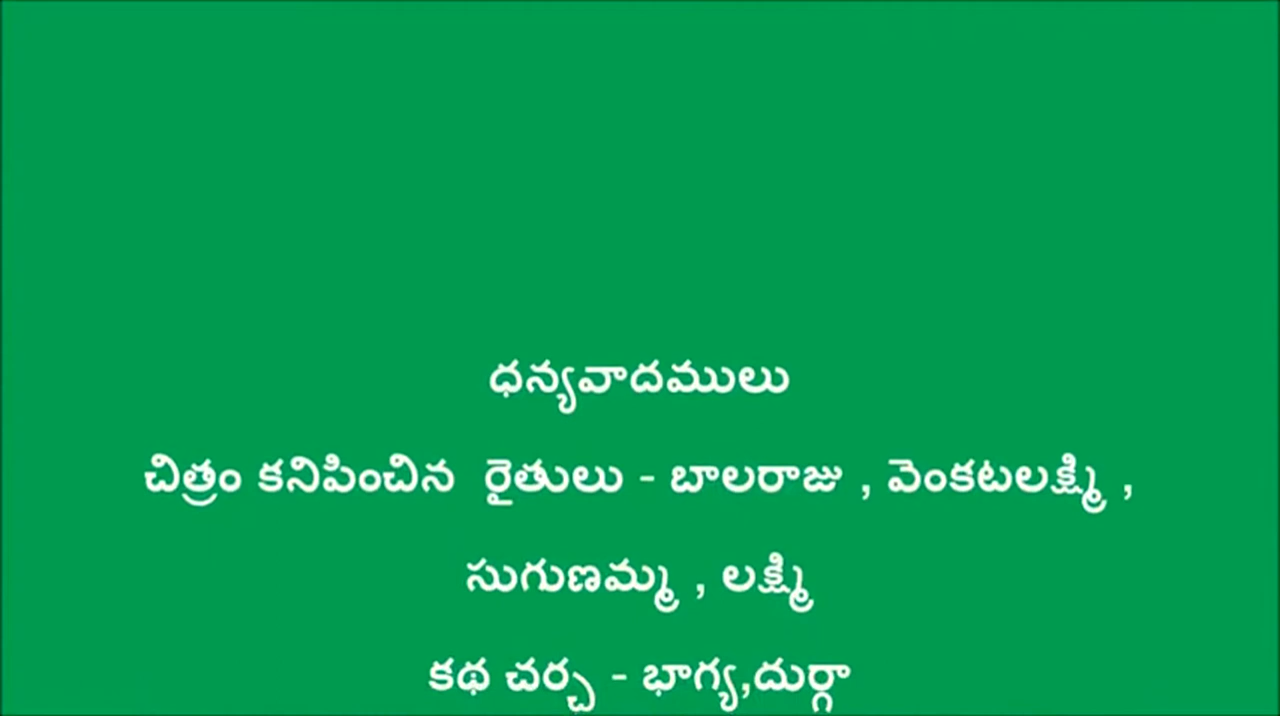 ధన్యవాదములు
చిత్రం కనిపించిన రైతులు - బాలరాజు , వెంకటలక్ష్మి ,
సుగుణమ్మ , లక్ష్మి
కథ చర్చ - భాగ్య,దుర్గా